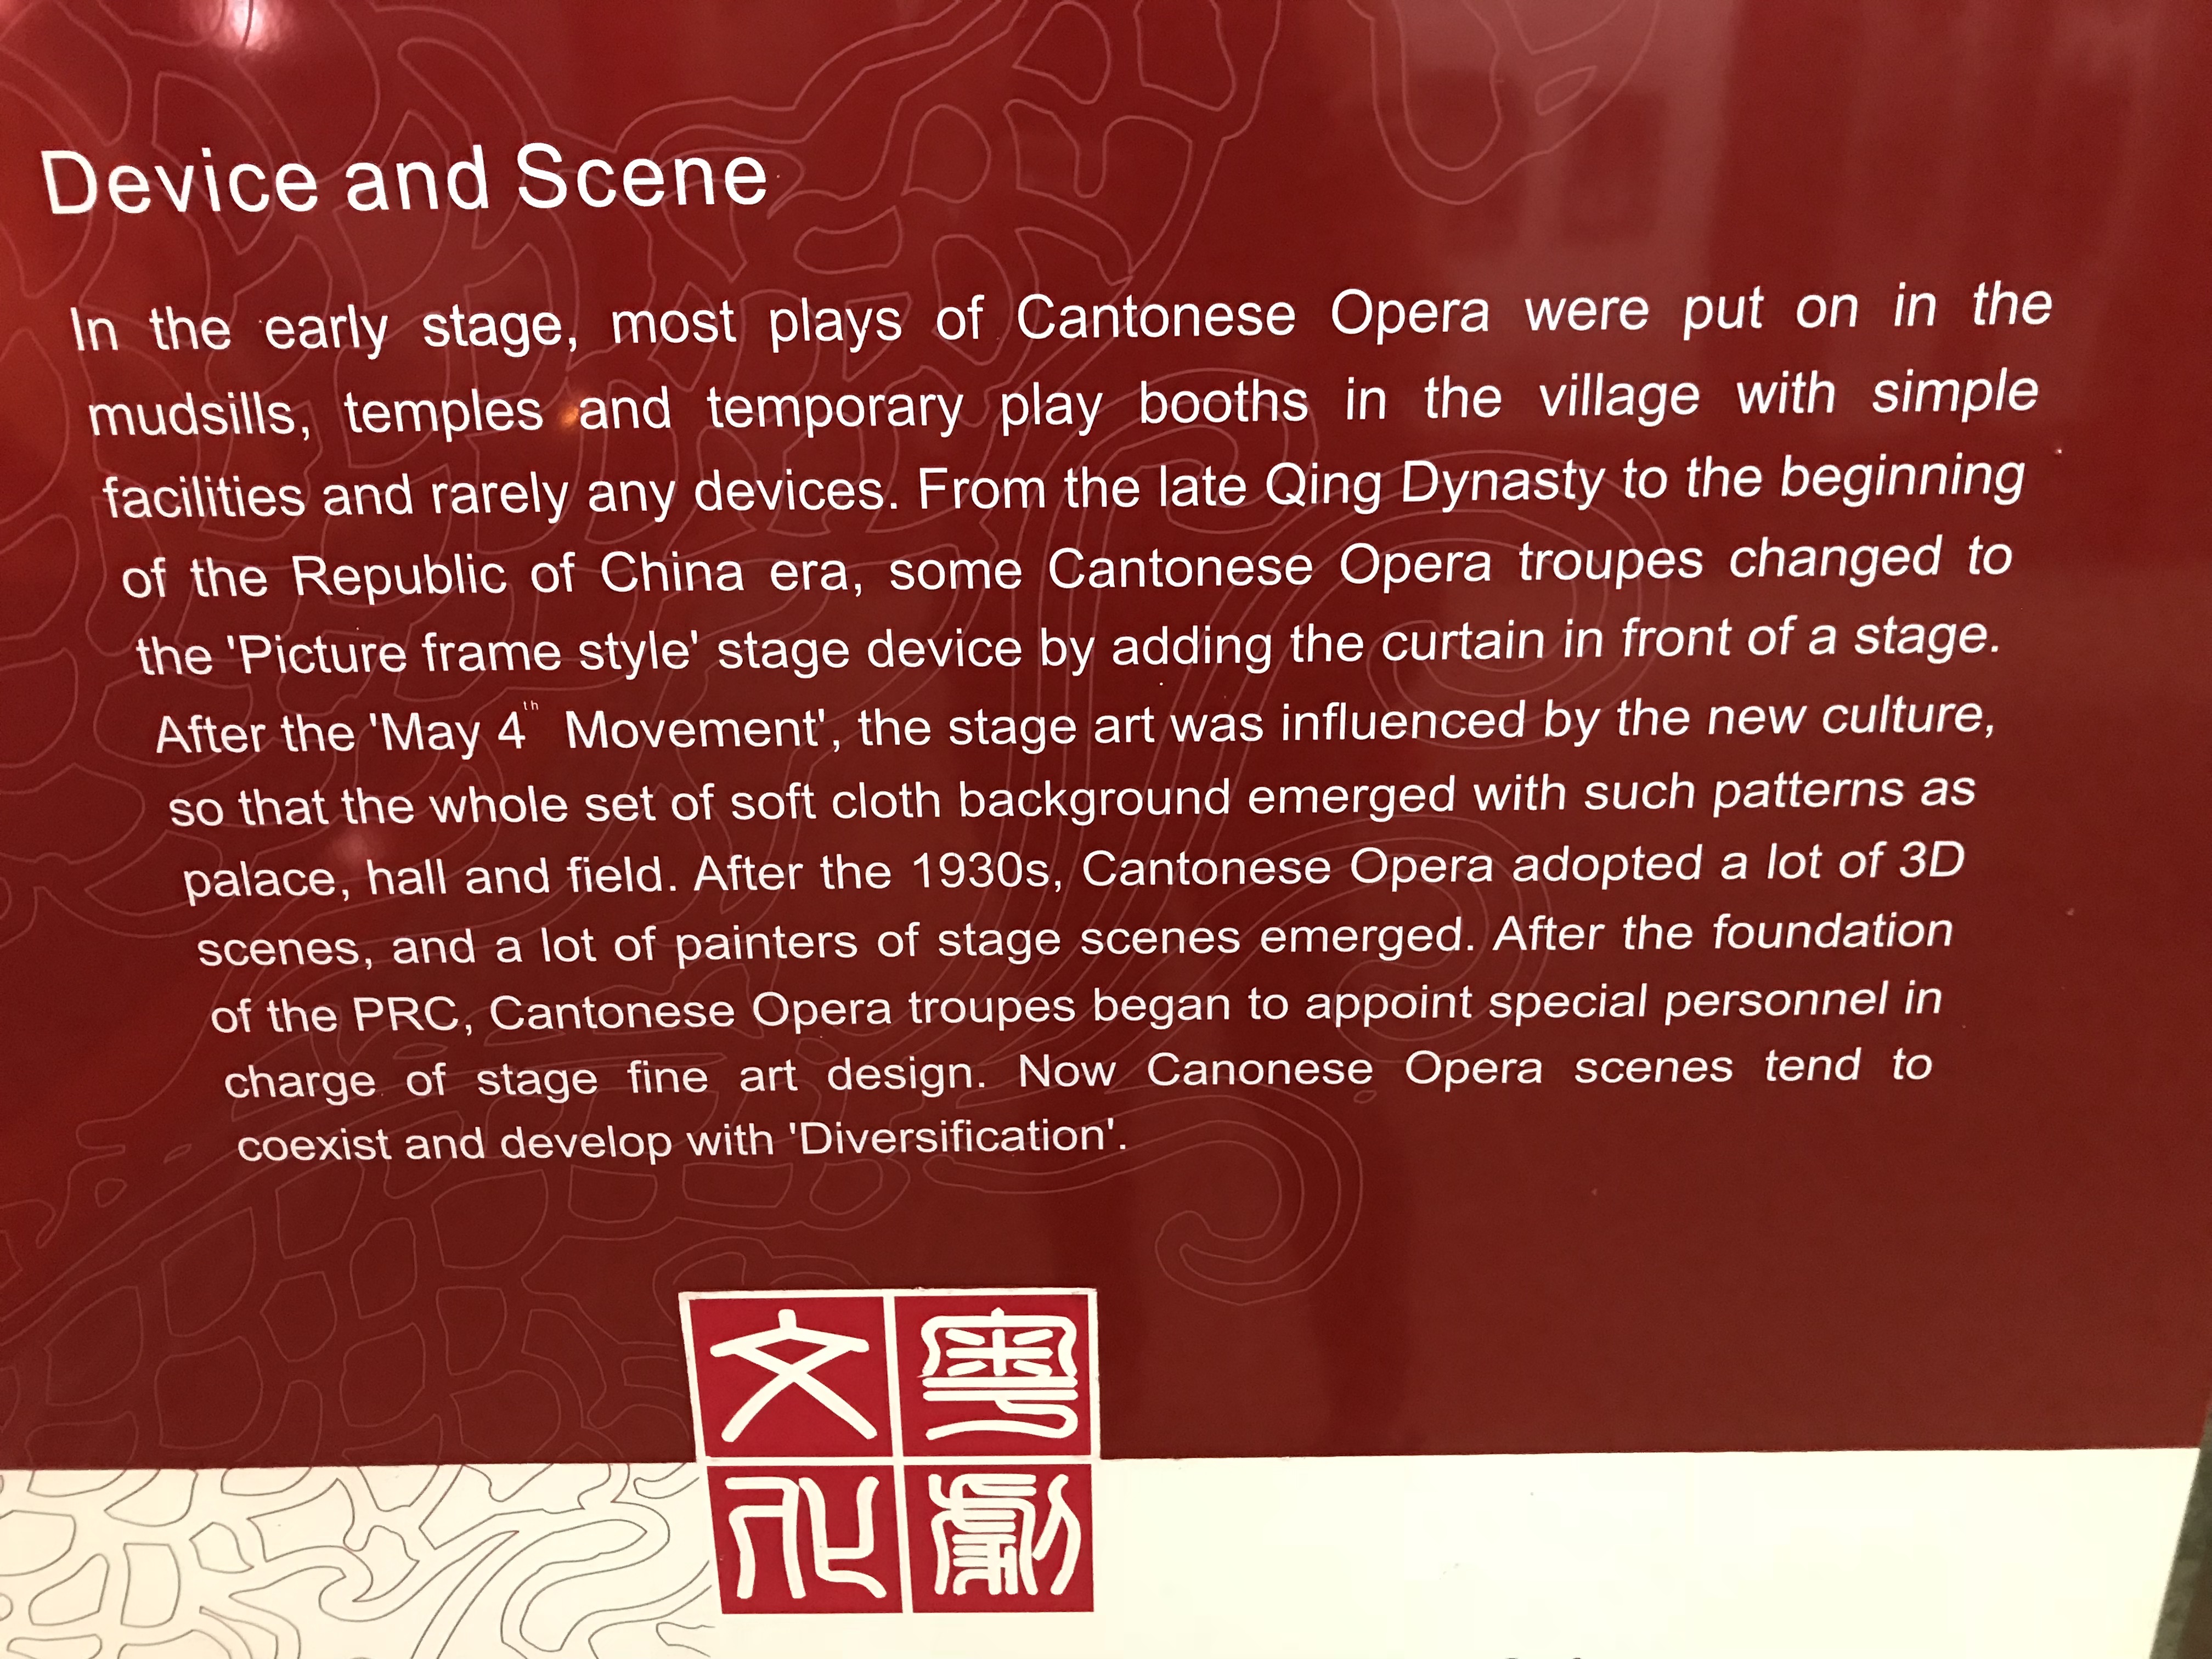 Device and Scene
In the early stage, most plays of Cantonese Opera were put on in the
mudsills, temples and temporary play booths in the village with simple
facilities and rarely any devices. From the late Qing Dynasty to the beginning
of the Republic of China era, some Cantonese Opera troupes changed to
the 'Picture frame style' stage device by adding the curtain in front of a stage.
After the 'May 4th Movement', the stage art was influenced by the new culture,
so that the whole set of soft cloth background emerged with such patterns as
palace, hall and field. After the 1930s, Cantonese Opera adopted a lot of 3D
scenes, and a lot of painters of stage scenes emerged. After the foundation
of the PRC, Cantonese Opera troupes began to appoint special personnel in
charge of stage fine art design. Now Canonese Opera scenes tend to
coexist and develop with 'Diversification'.
粵劇
文化